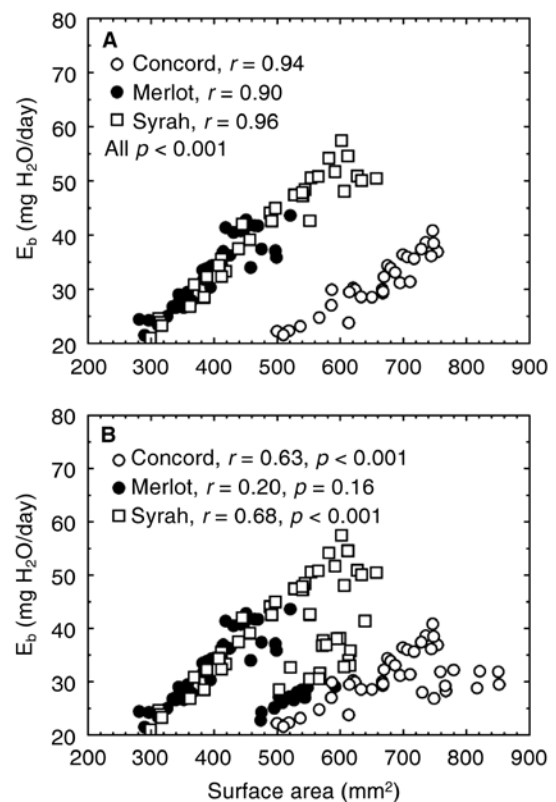 A
Concord, r = 0.94
Merlot, r = 0.90
Syrah, r = 0.96
All p < 0.001
E_b (mg H₂O/day)
80
70
60
50
40
30
20
200 300 400 500 600 700 800 900
B
Concord, r = 0.63, p < 0.001
Merlot, r = 0.20, p = 0.16
Syrah, r = 0.68, p < 0.001
E_b (mg H₂O/day)
80
70
60
50
40
30
20
200 300 400 500 600 700 800 900
Surface area (mm²)